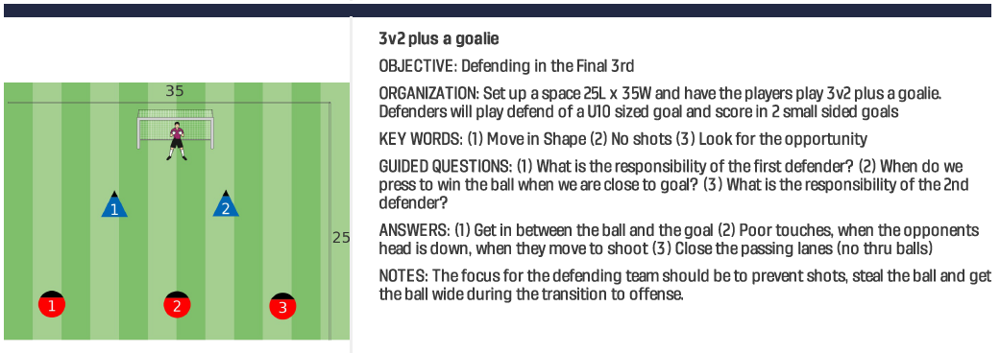 3v2 plus a goalie
OBJECTIVE: Defending in the Final 3rd
ORGANIZATION: Set up a space 25L x 35W and have the players play 3v2 plus a goalie.
Defenders will play defend of a U10 sized goal and score in 2 small sided goals
KEY WORDS: (1) Move in Shape (2) No shots (3) Look for the opportunity
GUIDED QUESTIONS: (1) What is the responsibility of the first defender? (2) When do we
press to win the ball when we are close to goal? (3) What is the responsibility of the 2nd
defender?
ANSWERS: (1) Get in between the ball and the goal (2) Poor touches, when the opponents
head is down, when they move to shoot (3) Close the passing lanes (no thru balls)
NOTES: The focus for the defending team should be to prevent shots, steal the ball and get
the ball wide during the transition to offense.
35
1
2
25
1
2
3